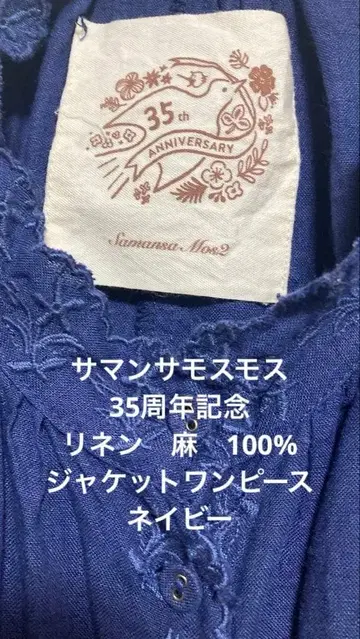 35th
ANNIVERSARY
Samansa Mos2
サマンサモスモス
35周年記念
リネン　麻　100%
ジャケットワンピース
ネイビー